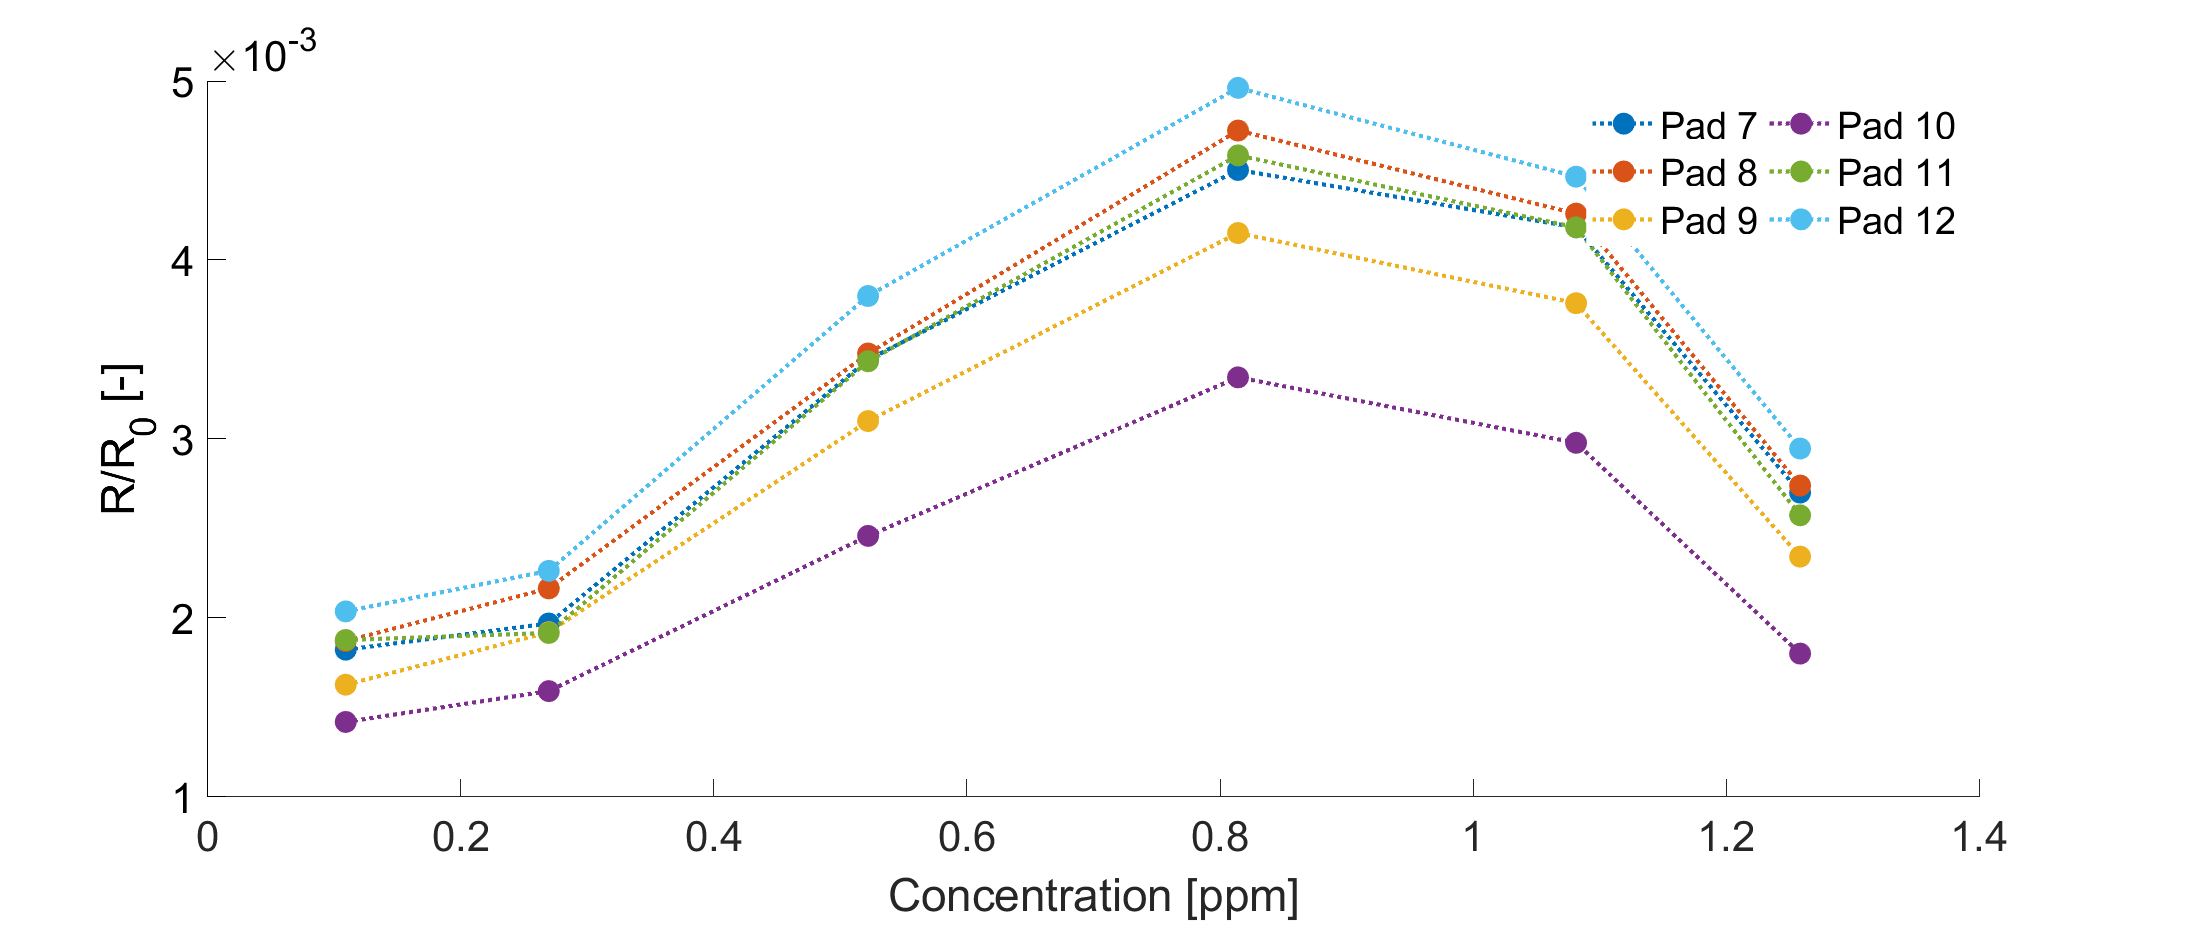 ×10-3
5
4
3
2
1
0 0.2 0.4 0.6 0.8 1 1.2 1.4
R/R0 [-]
Concentration [ppm]
Pad 7 Pad 10
Pad 8 Pad 11
Pad 9 Pad 12